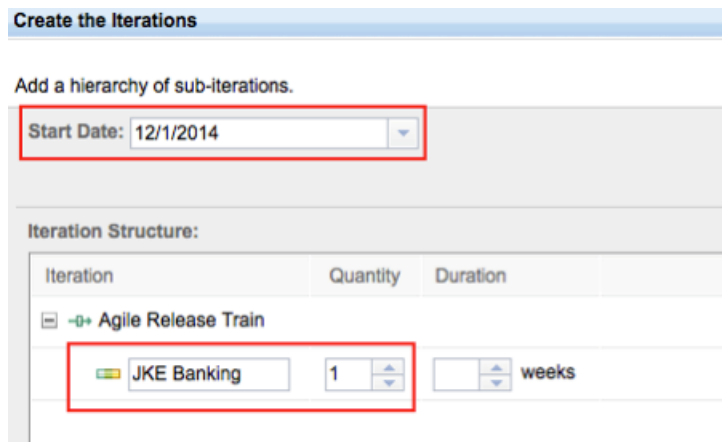 Create the Iterations
Add a hierarchy of sub-iterations.
Start Date: 12/1/2014
Iteration Structure:
Iteration Quantity Duration
Agile Release Train
JKE Banking 1 weeks